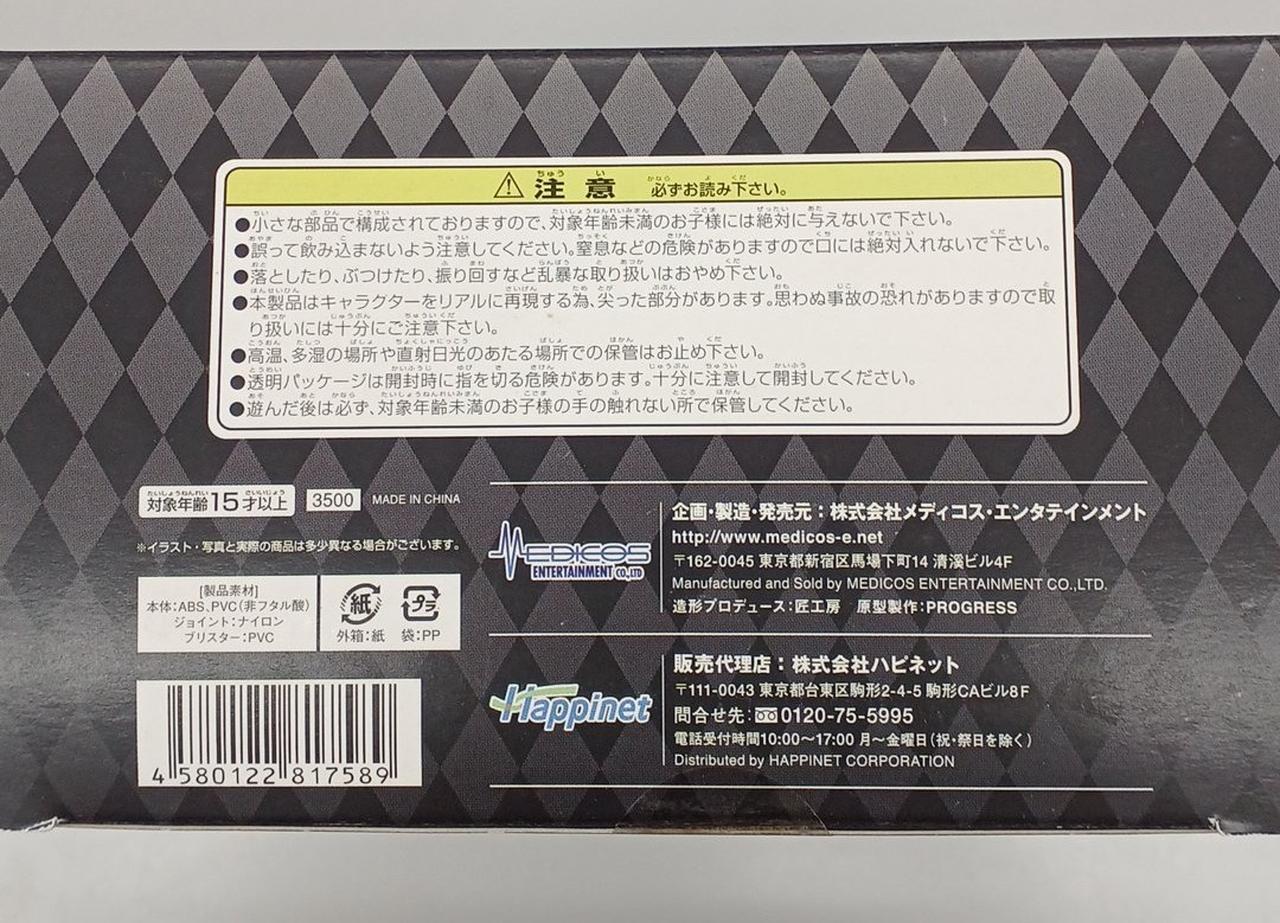 ⚠ 注意 必ずお読み下さい。
●小さな部品で構成されておりますので、対象年齢未満のお子様には絶対に与えないで下さい。
●誤って飲み込まないよう注意してください。窒息などの危険がありますので口には絶対入れないで下さい。
●落としたり、ぶつけたり、振り回すなど乱暴な取り扱いはおやめ下さい。
●本製品はキャラクターをリアルに再現する為、尖った部分があります。思わぬ事故の恐れがありますので取
り扱いには十分にご注意下さい。
●高温、多湿の場所や直射日光のあたる場所での保管はお止め下さい。
●透明パッケージは開封時に指を切る危険があります。十分に注意して開封してください。
●遊んだ後は必ず、対象年齢未満のお子様の手の触れない所で保管してください。
対象年齢15才以上 3500 MADE IN CHINA
※イラスト・写真と実際の商品は多少異なる場合がございます。
[製品素材]
本体:ABS、PVC(非フタル酸)
ジョイント:ナイロン
ブリスター:PVC
紙 プラ
外箱:紙 袋:PP
4 580122 817589
MEDICOS
ENTERTAINMENT CO.,LTD
企画・製造・発売元:株式会社メディコス・エンタテインメント
http://www.medicos-e.net
〒162-0045 東京都新宿区馬場下町14 清溪ビル4F
Manufactured and Sold by MEDICOS ENTERTAINMENT CO.,LTD.
造形プロデュース:匠工房 原型製作:PROGRESS
Happinet
販売代理店:株式会社ハピネット
〒111-0043 東京都台東区駒形2-4-5 駒形CAビル8F
問合せ先:0120-75-5995
電話受付時間10:00〜17:00 月〜金曜日(祝・祭日を除く)
Distributed by HAPPINET CORPORATION